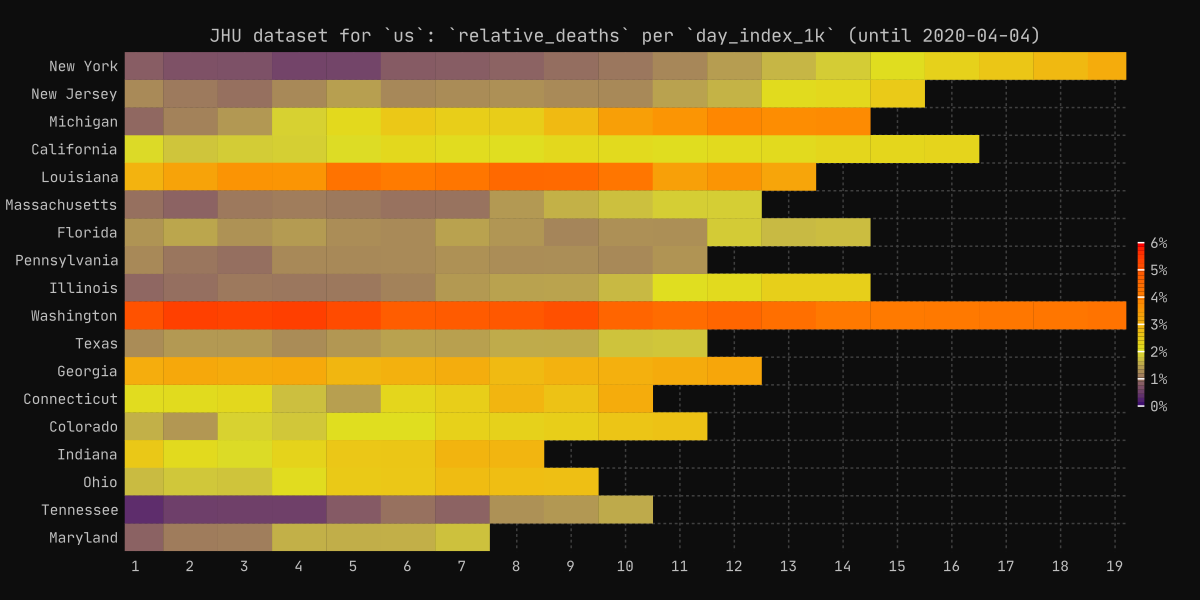 JHU dataset for `us`: `relative_deaths` per `day_index_1k` (until 2020-04-04)
New York
New Jersey
Michigan
California
Louisiana
Massachusetts
Florida
Pennsylvania
Illinois
Washington
Texas
Georgia
Connecticut
Colorado
Indiana
Ohio
Tennessee
Maryland
6%
5%
4%
3%
2%
1%
0%
1 2 3 4 5 6 7 8 9 10 11 12 13 14 15 16 17 18 19